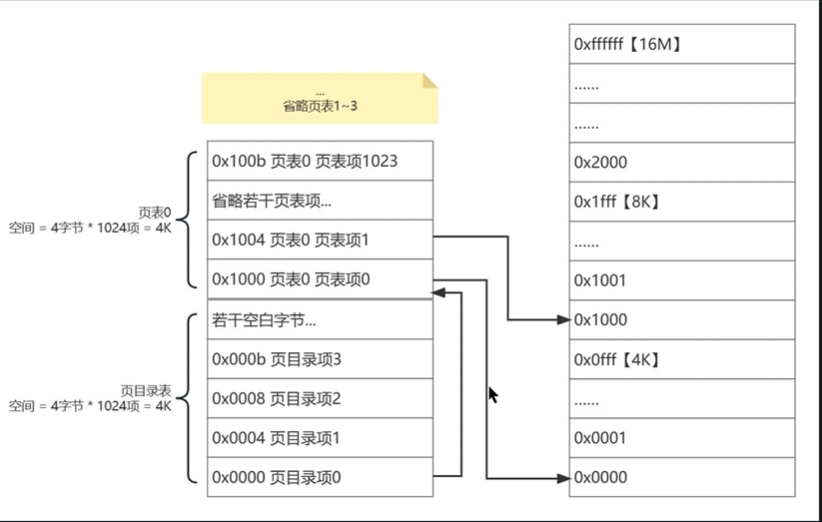 ...
省略页表1~3
0x100b 页表0 页表项1023
省略若干页表项...
0x1004 页表0 页表项1
0x1000 页表0 页表项0
页表0
空间 = 4字节 * 1024项 = 4K
若干空白字节...
0x000b 页目录项3
0x0008 页目录项2
0x0004 页目录项1
0x0000 页目录项0
页目录表
空间 = 4字节 * 1024项 = 4K
0xffffff【16M】
......
......
0x2000
0x1fff【8K】
......
0x1001
0x1000
0x0fff【4K】
......
0x0001
0x0000